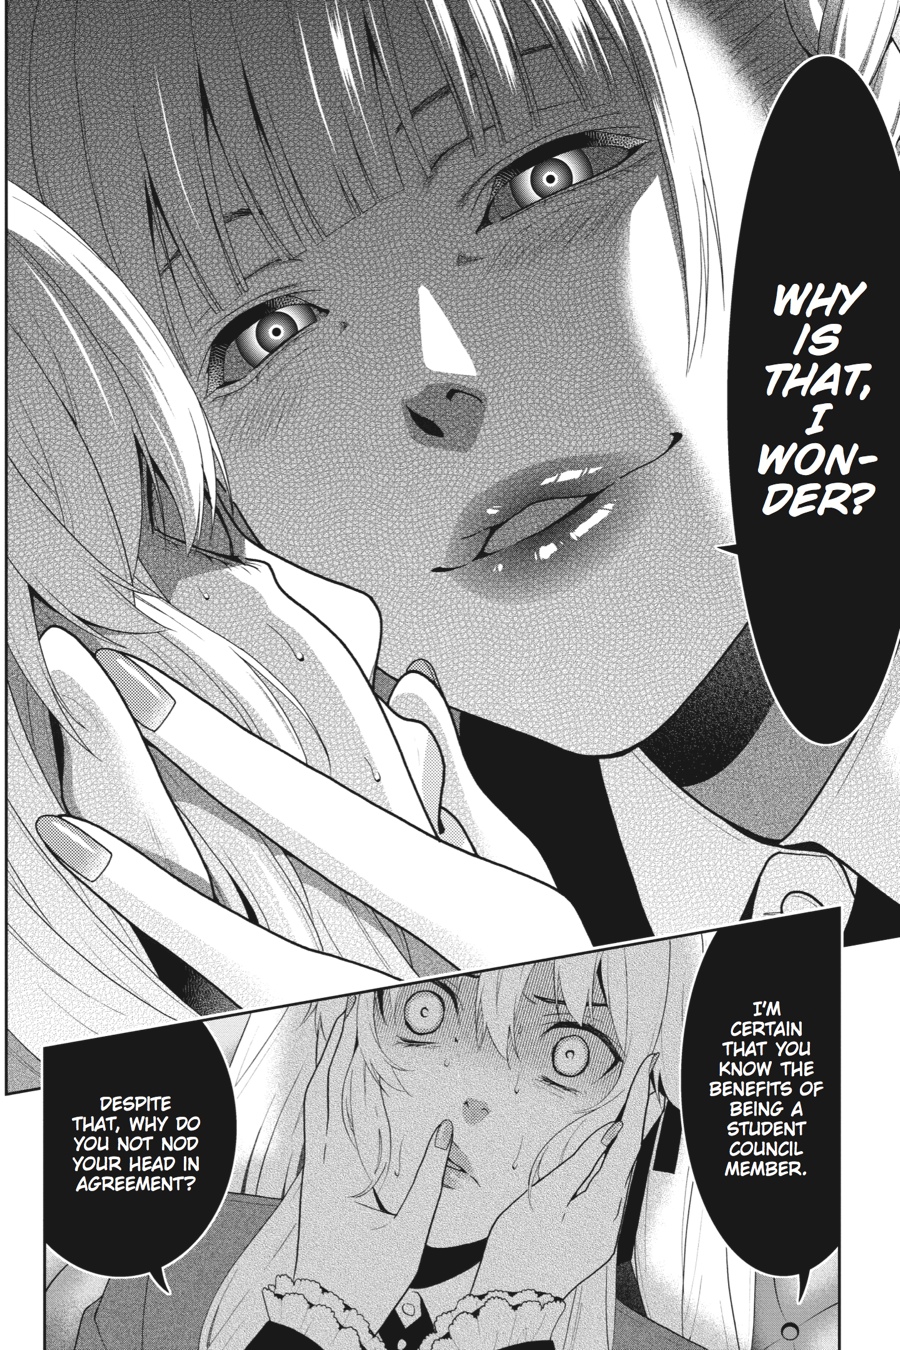 WHY
IS
THAT,
I
WON-
DER?
I'M
CERTAIN
THAT YOU
KNOW THE
BENEFITS OF
BEING A
STUDENT
COUNCIL
MEMBER.
DESPITE
THAT, WHY DO
YOU NOT NOD
YOUR HEAD IN
AGREEMENT?